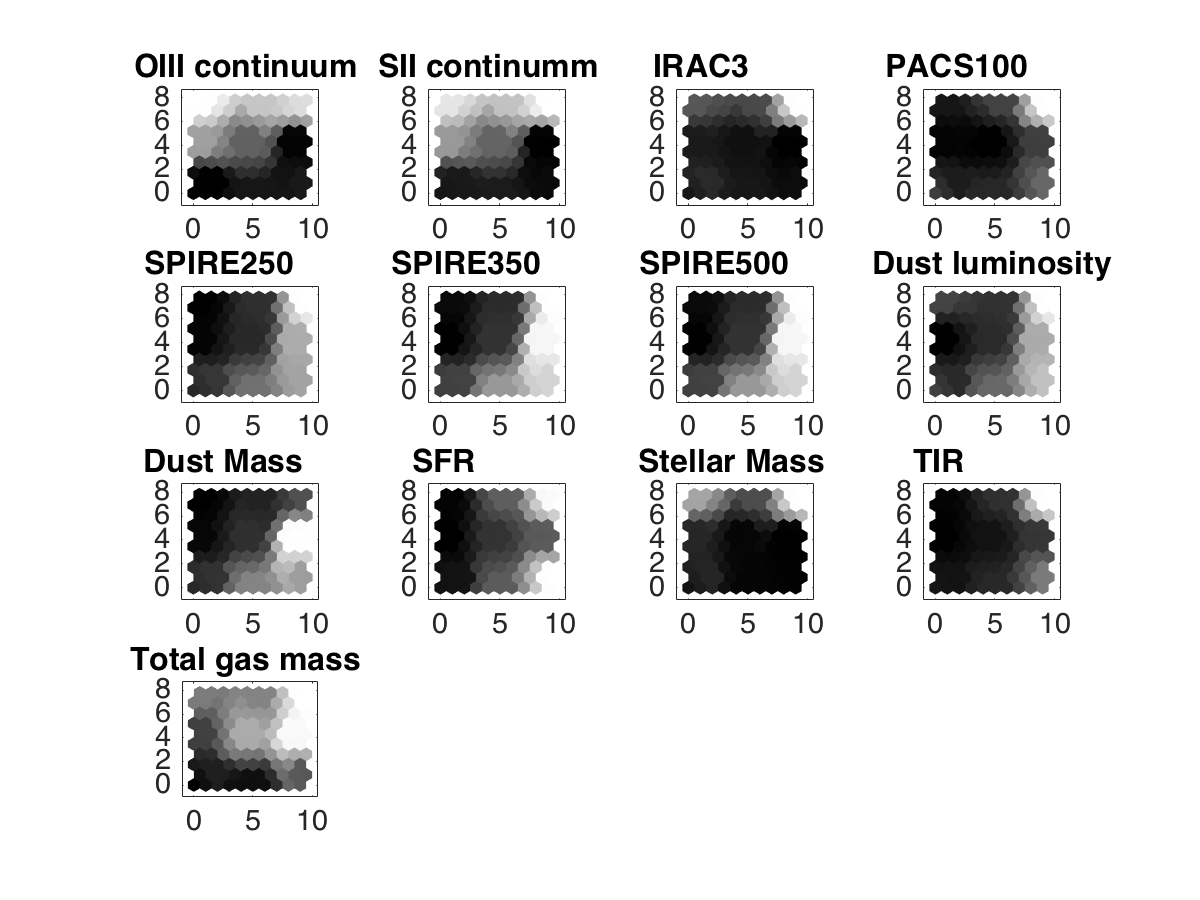 OIII continuum SII continumm IRAC3 PACS100
8 8 8 8
6 6 6 6
4 4 4 4
2 2 2 2
0 0 0 0
0 5 10 0 5 10 0 5 10 0 5 10
SPIRE250 SPIRE350 SPIRE500 Dust luminosity
8 8 8 8
6 6 6 6
4 4 4 4
2 2 2 2
0 0 0 0
0 5 10 0 5 10 0 5 10 0 5 10
Dust Mass SFR Stellar Mass TIR
8 8 8 8
6 6 6 6
4 4 4 4
2 2 2 2
0 0 0 0
0 5 10 0 5 10 0 5 10 0 5 10
Total gas mass
8
6
4
2
0
0 5 10